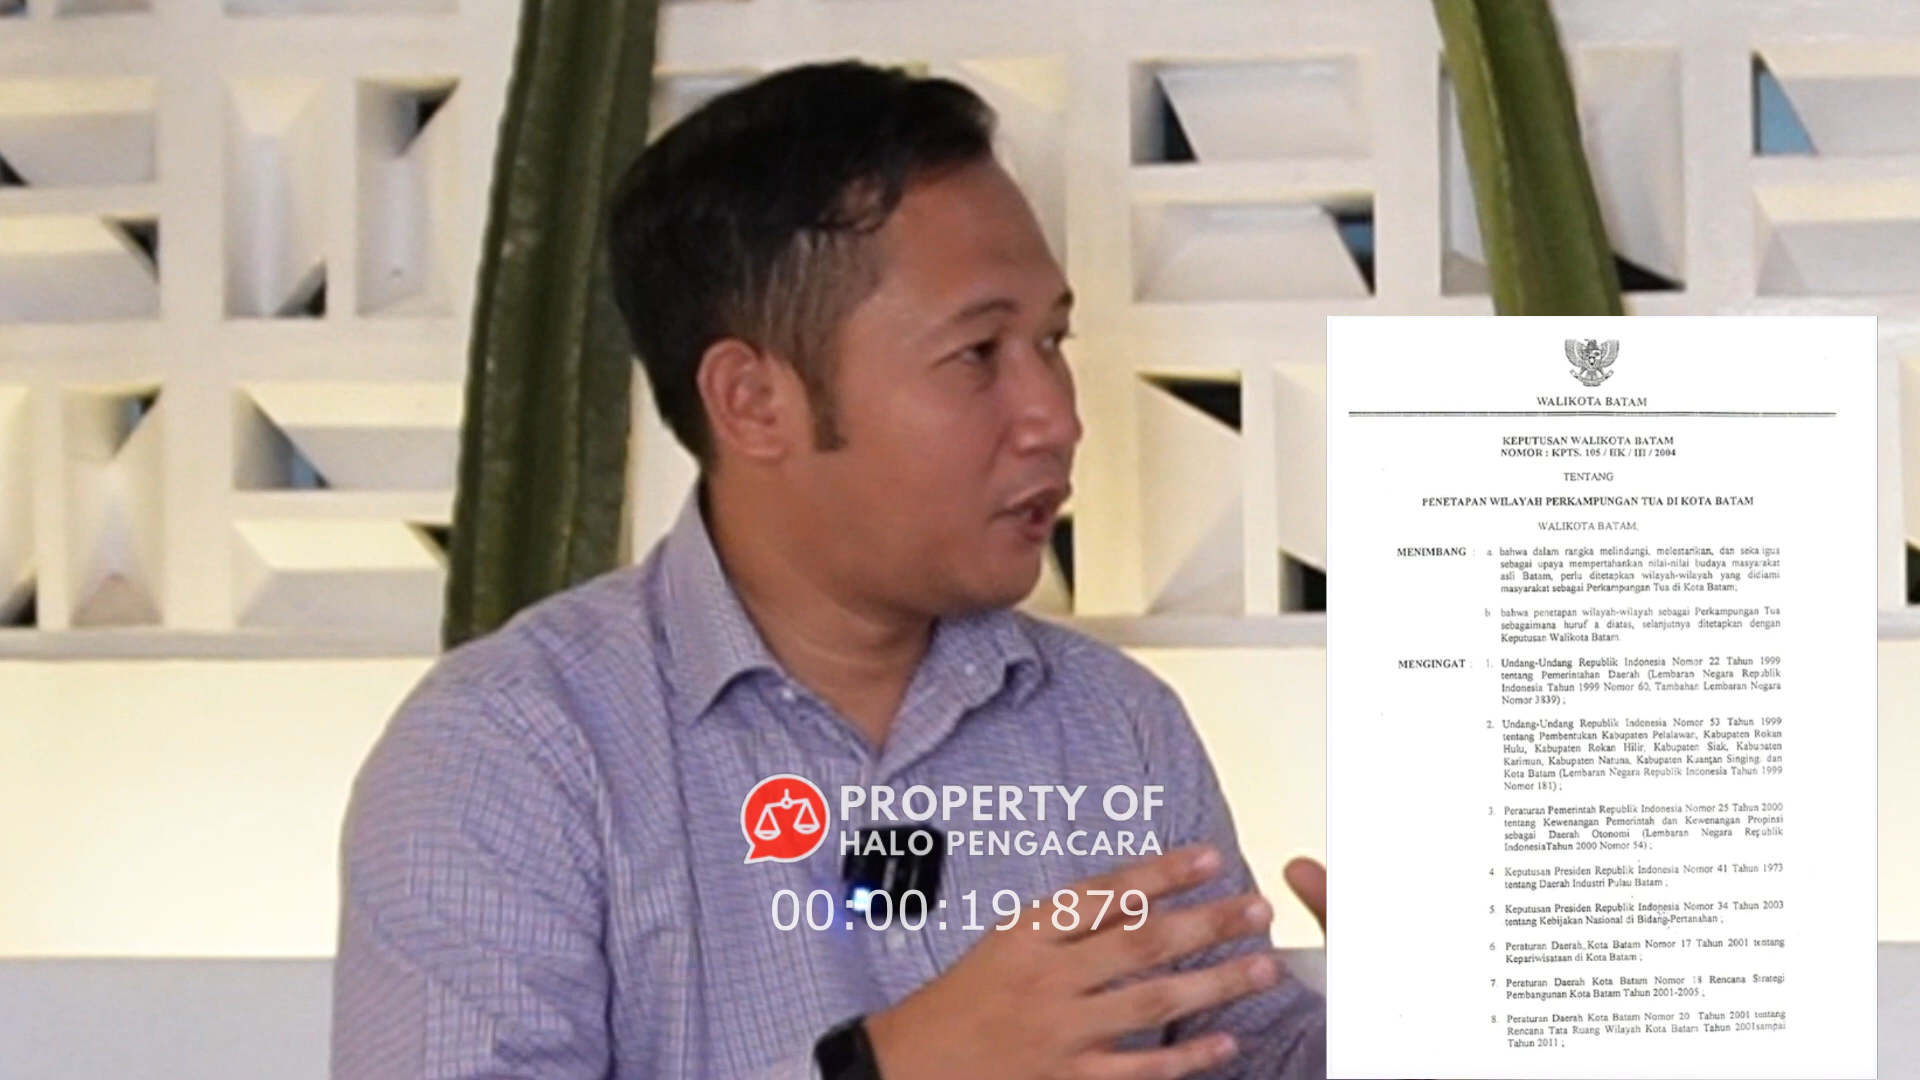 WALIKOTA BATAM
KEPUTUSAN WALIKOTA BATAM
NOMOR : KPTS. 105 / HK / III / 2004
TENTANG
PENETAPAN WILAYAH PERKAMPUNGAN TUA DI KOTA BATAM
WALIKOTA BATAM,
MENIMBANG : a. bahwa dalam rangka melindungi, melestarikan, dan sekaligus
sebagai upaya mempertahankan nilai-nilai budaya masyarakat
asli Batam, perlu ditetapkan wilayah-wilayah yang didiami
masyarakat sebagai Perkampungan Tua di Kota Batam;
b. bahwa penetapan wilayah-wilayah sebagai Perkampungan Tua
sebagaimana huruf a diatas, selanjutnya ditetapkan dengan
Keputusan Walikota Batam.
MENGINGAT : 1. Undang-Undang Republik Indonesia Nomor 22 Tahun 1999
tentang Pemerintahan Daerah (Lembaran Negara Republik
Indonesia Tahun 1999 Nomor 60, Tambahan Lembaran Negara
Nomor 3839) ;
2. Undang-Undang Republik Indonesia Nomor 53 Tahun 1999
tentang Pembentukan Kabupaten Pelalawan, Kabupaten Rokan
Hulu, Kabupaten Rokan Hilir, Kabupaten Siak, Kabupaten
Karimun, Kabupaten Natuna, Kabupaten Kuantan Singingi dan
Kota Batam (Lembaran Negara Republik Indonesia Tahun 1999
Nomor 181) ;
3. Peraturan Pemerintah Republik Indonesia Nomor 25 Tahun 2000
tentang Kewenangan Pemerintah dan Kewenangan Propinsi
sebagai Daerah Otonomi (Lembaran Negara Republik
IndonesiaTahun 2000 Nomor 54) ;
4. Keputusan Presiden Republik Indonesia Nomor 41 Tahun 1973
tentang Daerah Industri Pulau Batam ;
5. Keputusan Presiden Republik Indonesia Nomor 34 Tahun 2003
tentang Kebijakan Nasional di Bidang Pertanahan ;
6 Peraturan Daerah Kota Batam Nomor 17 Tahun 2001 tentang
Kepariwisataan di Kota Batam ;
7. Peraturan Daerah Kota Batam Nomor 18 Rencana Strategi
Pembangunan Kota Batam Tahun 2001-2005 ;
8. Peraturan Daerah Kota Batam Nomor 20 Tahun 2001 tentang
Rencana Tata Ruang Wilayah Kota Batam Tahun 2001sampai
Tahun 2011 ;
PROPERTY OF
HALO PENGACARA
00:00:19:879